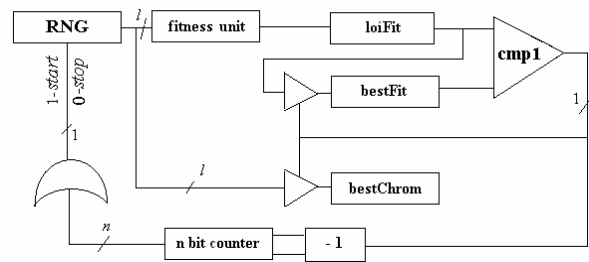 l
RNG
fitness unit
loiFit
cmp1
1-start
0-stop
bestFit
1
1
l
bestChrom
n
n bit counter
- 1